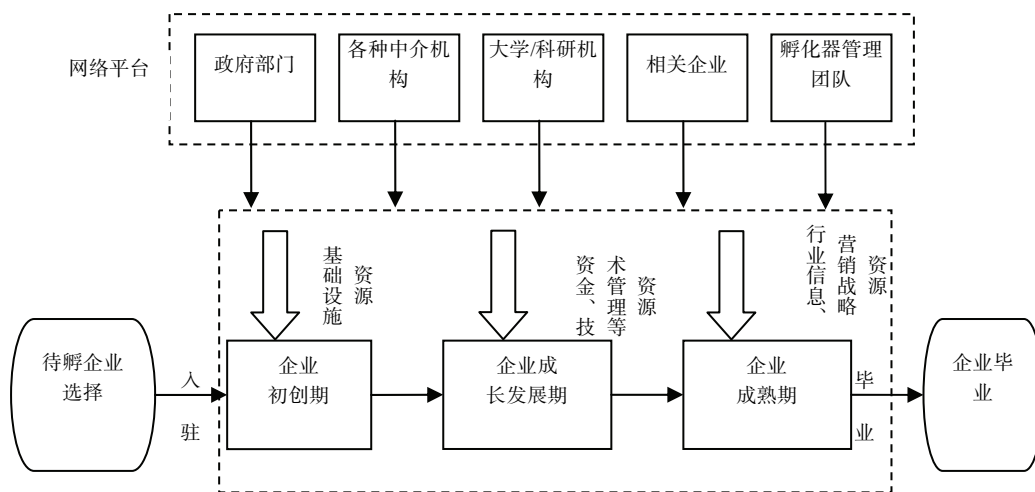 网络平台
政府部门
各种中介机
构
大学/科研机
构
相关企业
孵化器管理
团队
基础设施
资源
资金、技
术管理等
资源
行业信息、
营销战略
资源
待孵企业
选择
入
驻
企业
初创期
企业成
长发展期
企业
成熟期
毕
业
企业毕
业